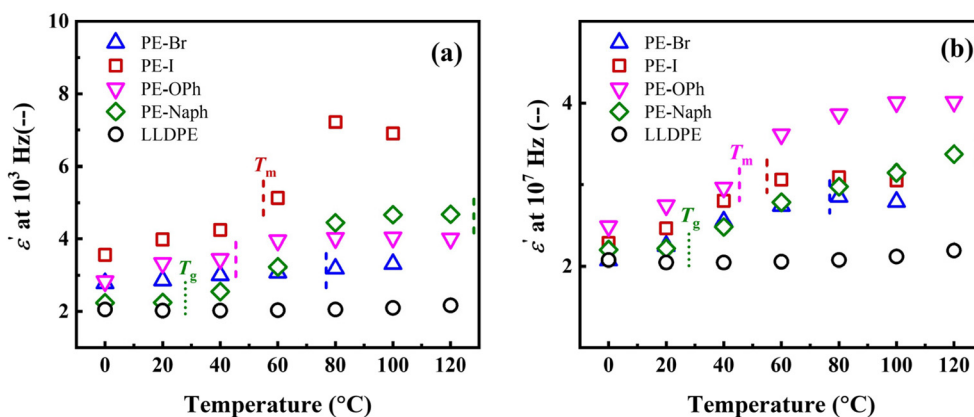 (a)
PE-Br
PE-I
PE-OPh
PE-Naph
LLDPE
Tm
Tg
10
8
6
4
2
0 20 40 60 80 100 120
ε' at 10³ Hz(--)
Temperature (°C)
(b)
PE-Br
PE-I
PE-OPh
PE-Naph
LLDPE
Tm
Tg
4
2
0 20 40 60 80 100 120
ε' at 10⁷ Hz (--)
Temperature (°C)